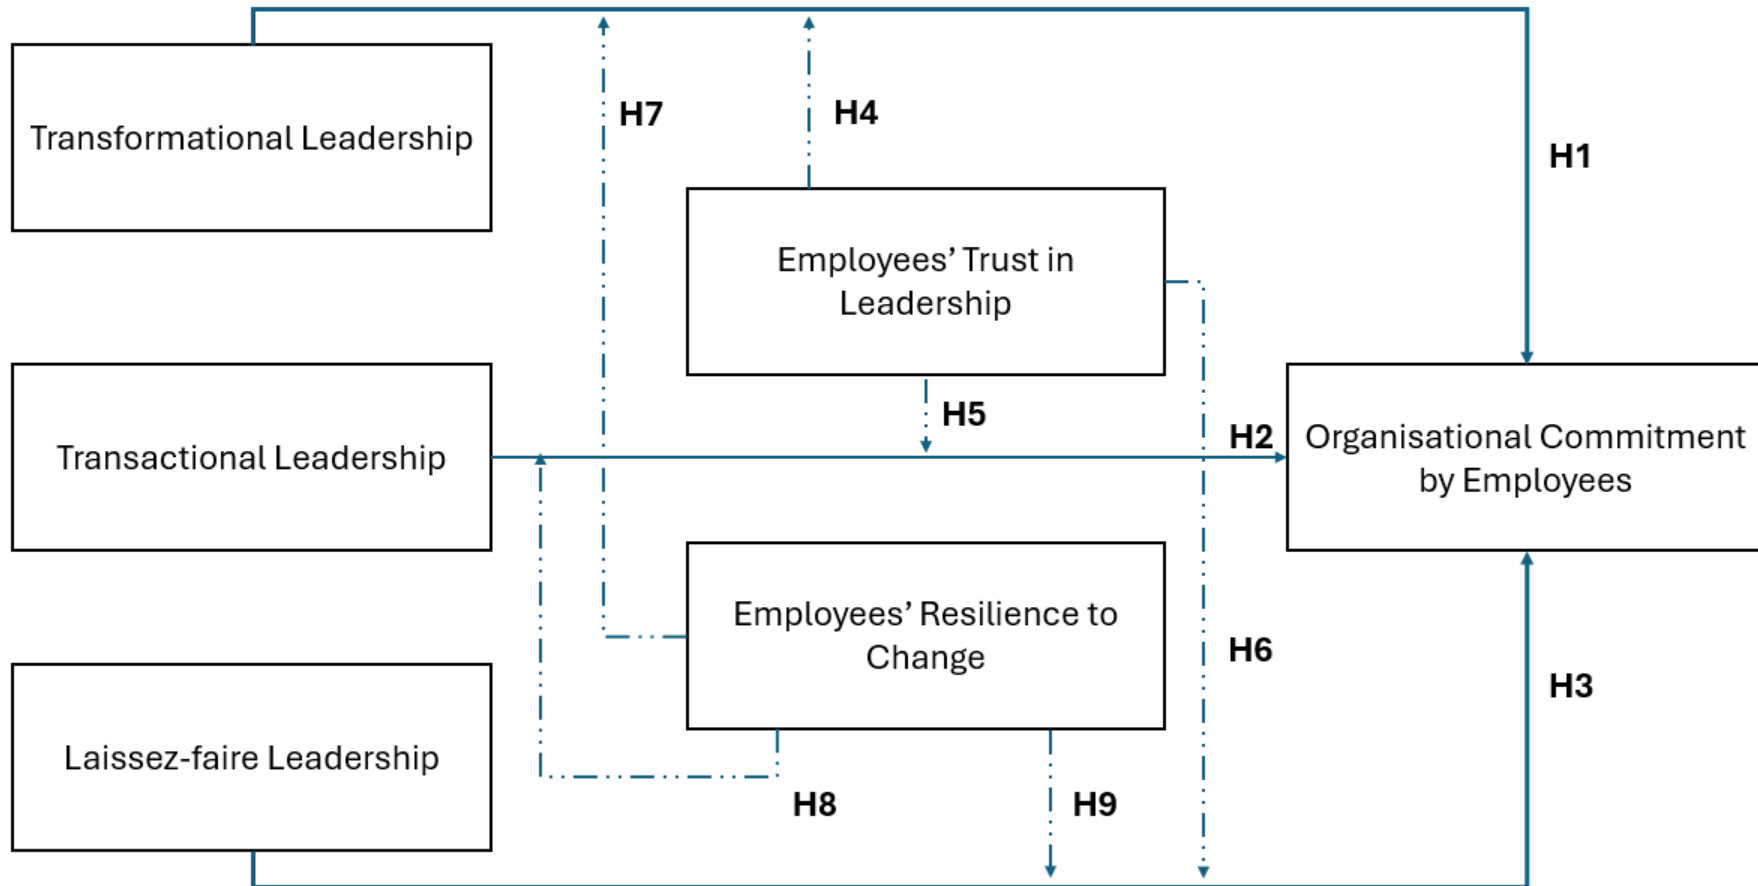 Transformational Leadership
H7
H4
H1
Employees’ Trust in
Leadership
H5
Transactional Leadership
H2
Organisational Commitment
by Employees
Employees’ Resilience to
Change
H6
H3
Laissez-faire Leadership
H8
H9